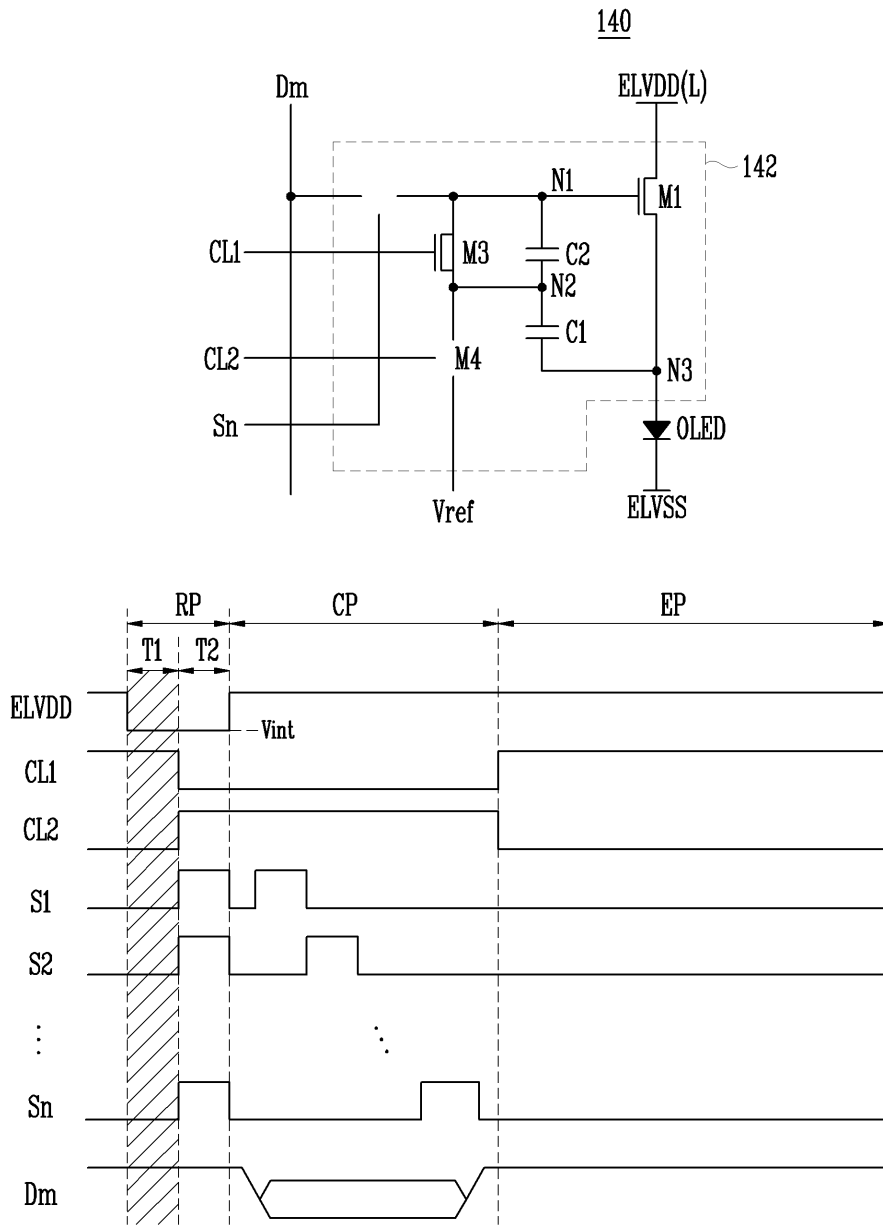 140
Dm
ELVDD(L)
142
N1
M1
CL1
M3
C2
N2
C1
CL2
M4
N3
Sn
OLED
Vref
ELVSS
RP
CP
EP
T1
T2
ELVDD
Vint
CL1
CL2
S1
S2
Sn
Dm